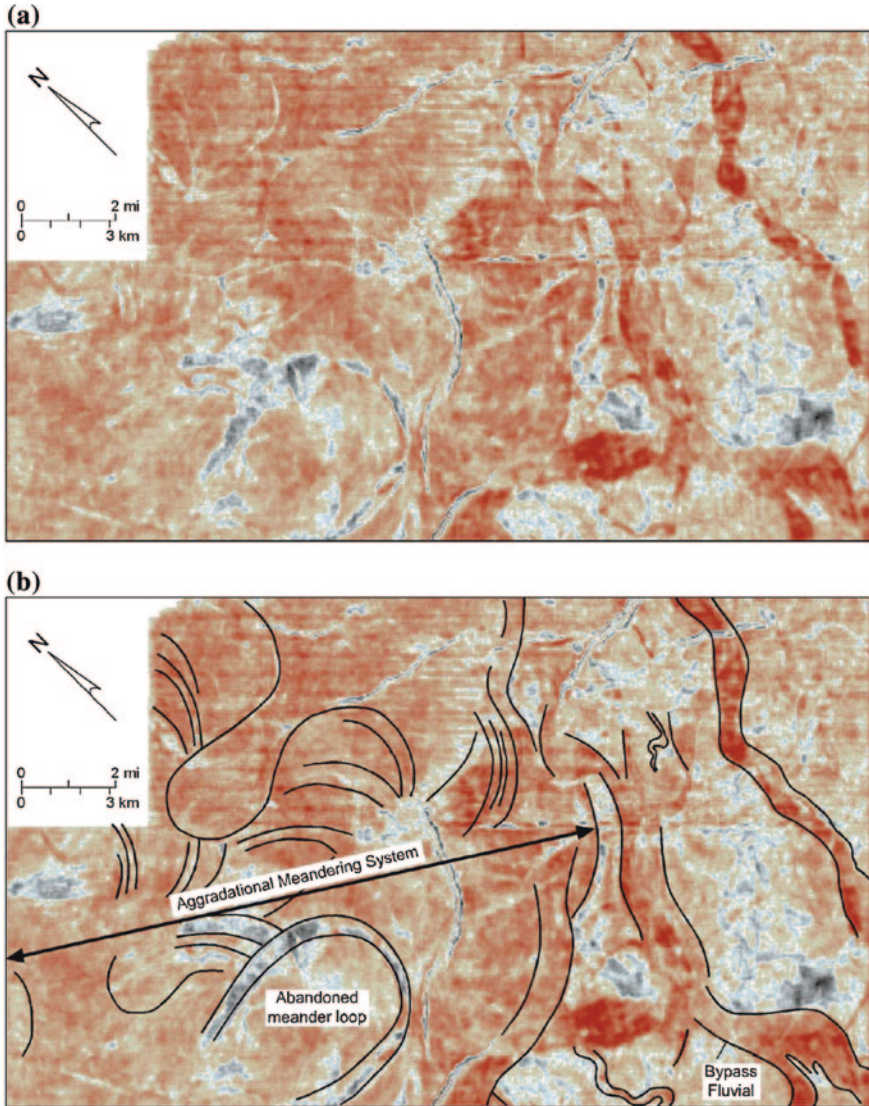 (a)
N
0 2 mi
0 3 km
(b)
N
0 2 mi
0 3 km
Aggradational Meandering System
Abandoned
meander loop
Bypass
Fluvial